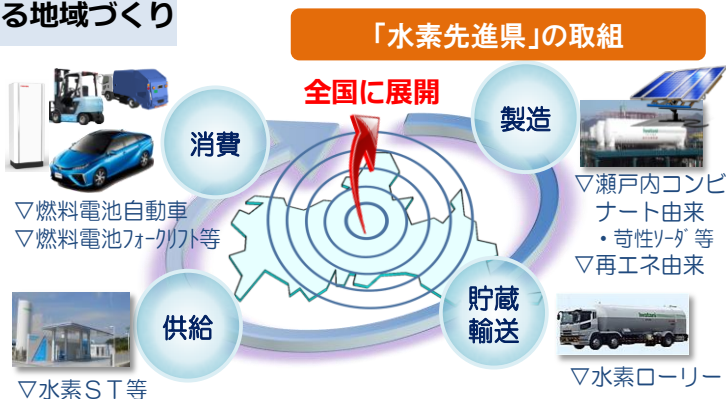 る地域づくり
「水素先進県」の取組
全国に展開
消費
製造
▽燃料電池自動車
▽燃料電池ﾌｫｰｸﾘﾌﾄ等
▽瀬戸内コンビ
ナート由来
・苛性ｿｰﾀﾞ等
▽再エネ由来
供給
貯蔵
輸送
▽水素ＳＴ等
▽水素ローリー